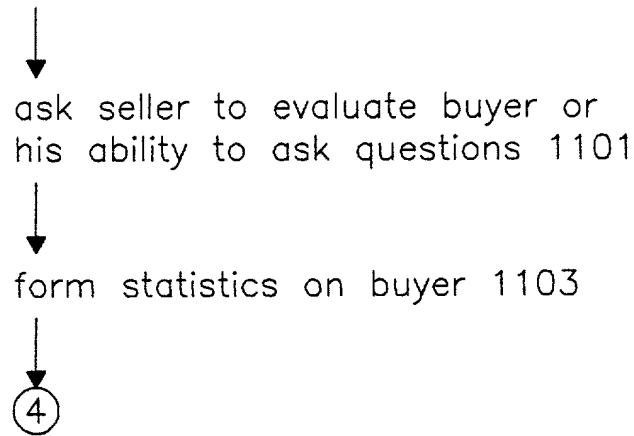 ask seller to evaluate buyer or
his ability to ask questions 1101
form statistics on buyer 1103
4